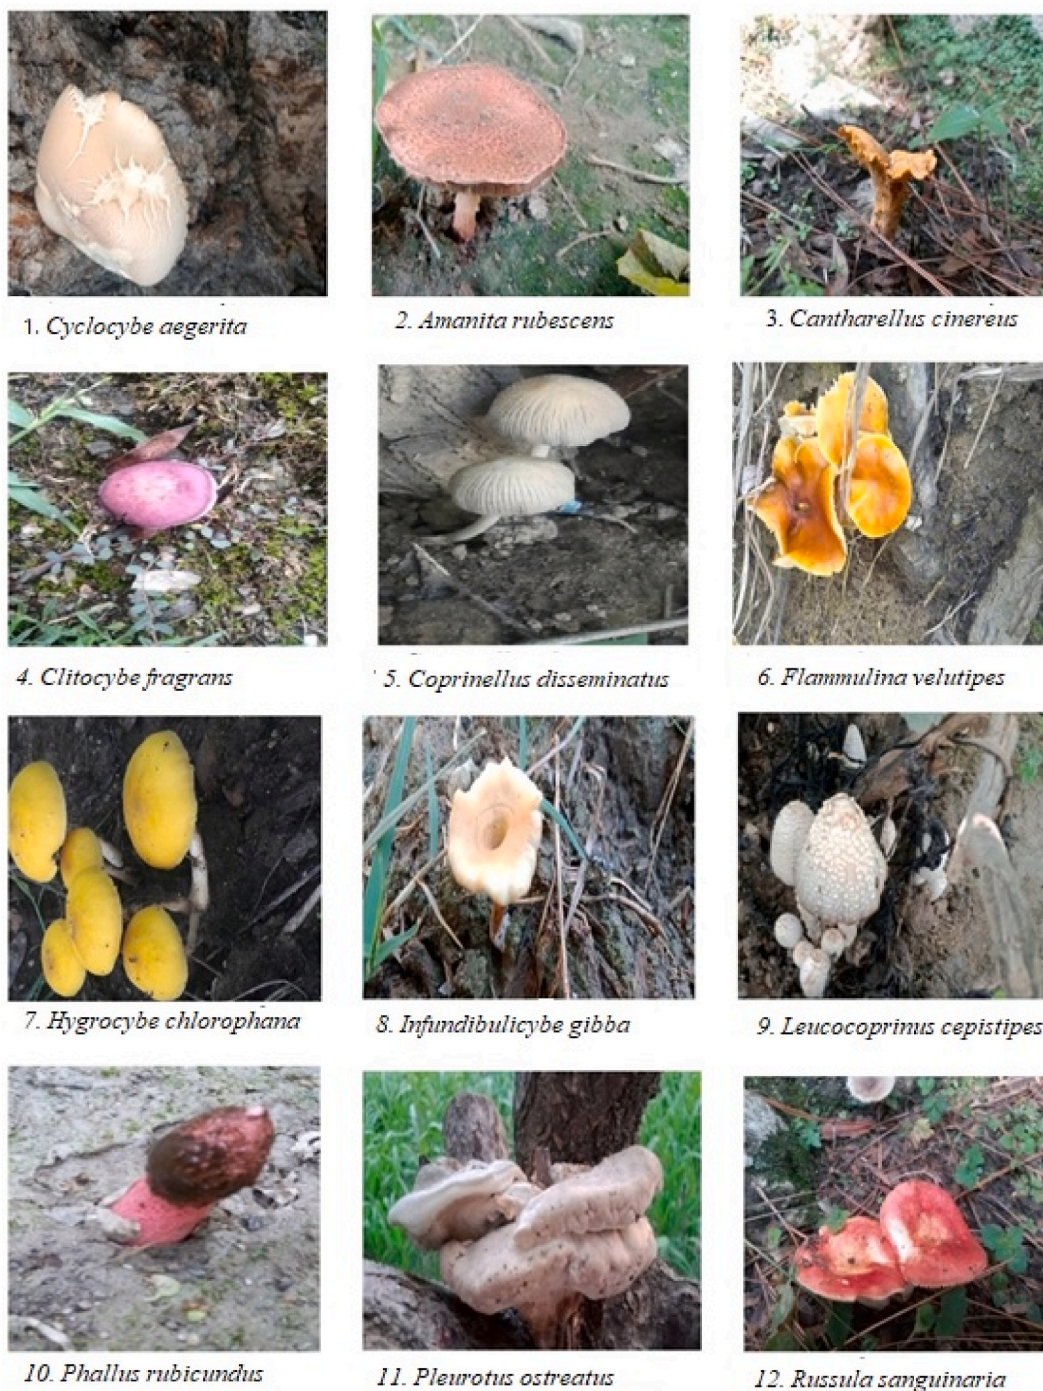 1. Cyclocybe aegerita
2. Amanita rubescens
3. Cantharellus cinereus
4. Clitocybe fragrans
5. Coprinellus disseminatus
6. Flammulina velutipes
7. Hygrocybe chlorophana
8. Infundibulicybe gibba
9. Leucocoprinus cepistipes
10. Phallus rubicundus
11. Pleurotus ostreatus
12. Russula sanguinaria